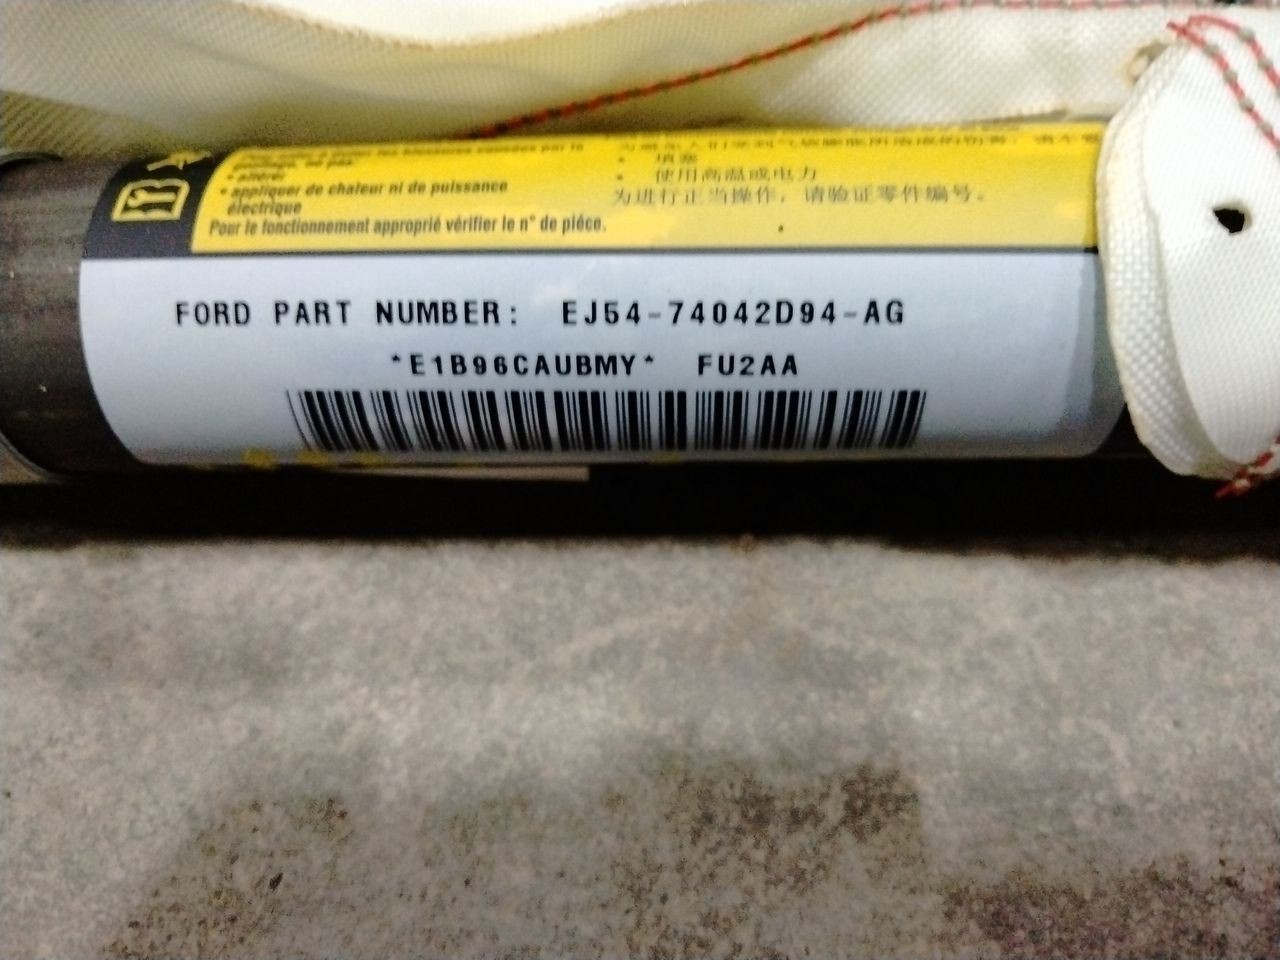 • altérer
• appliquer de chaleur ni de puissance
électrique
Pour le fonctionnement approprié vérifier le n° de piéce.
• 填塞
• 使用高温或电力
为进行正当操作，请验证零件编号。
FORD PART NUMBER: EJ54-74042D94-AG
*E1B96CAUBMY* FU2AA